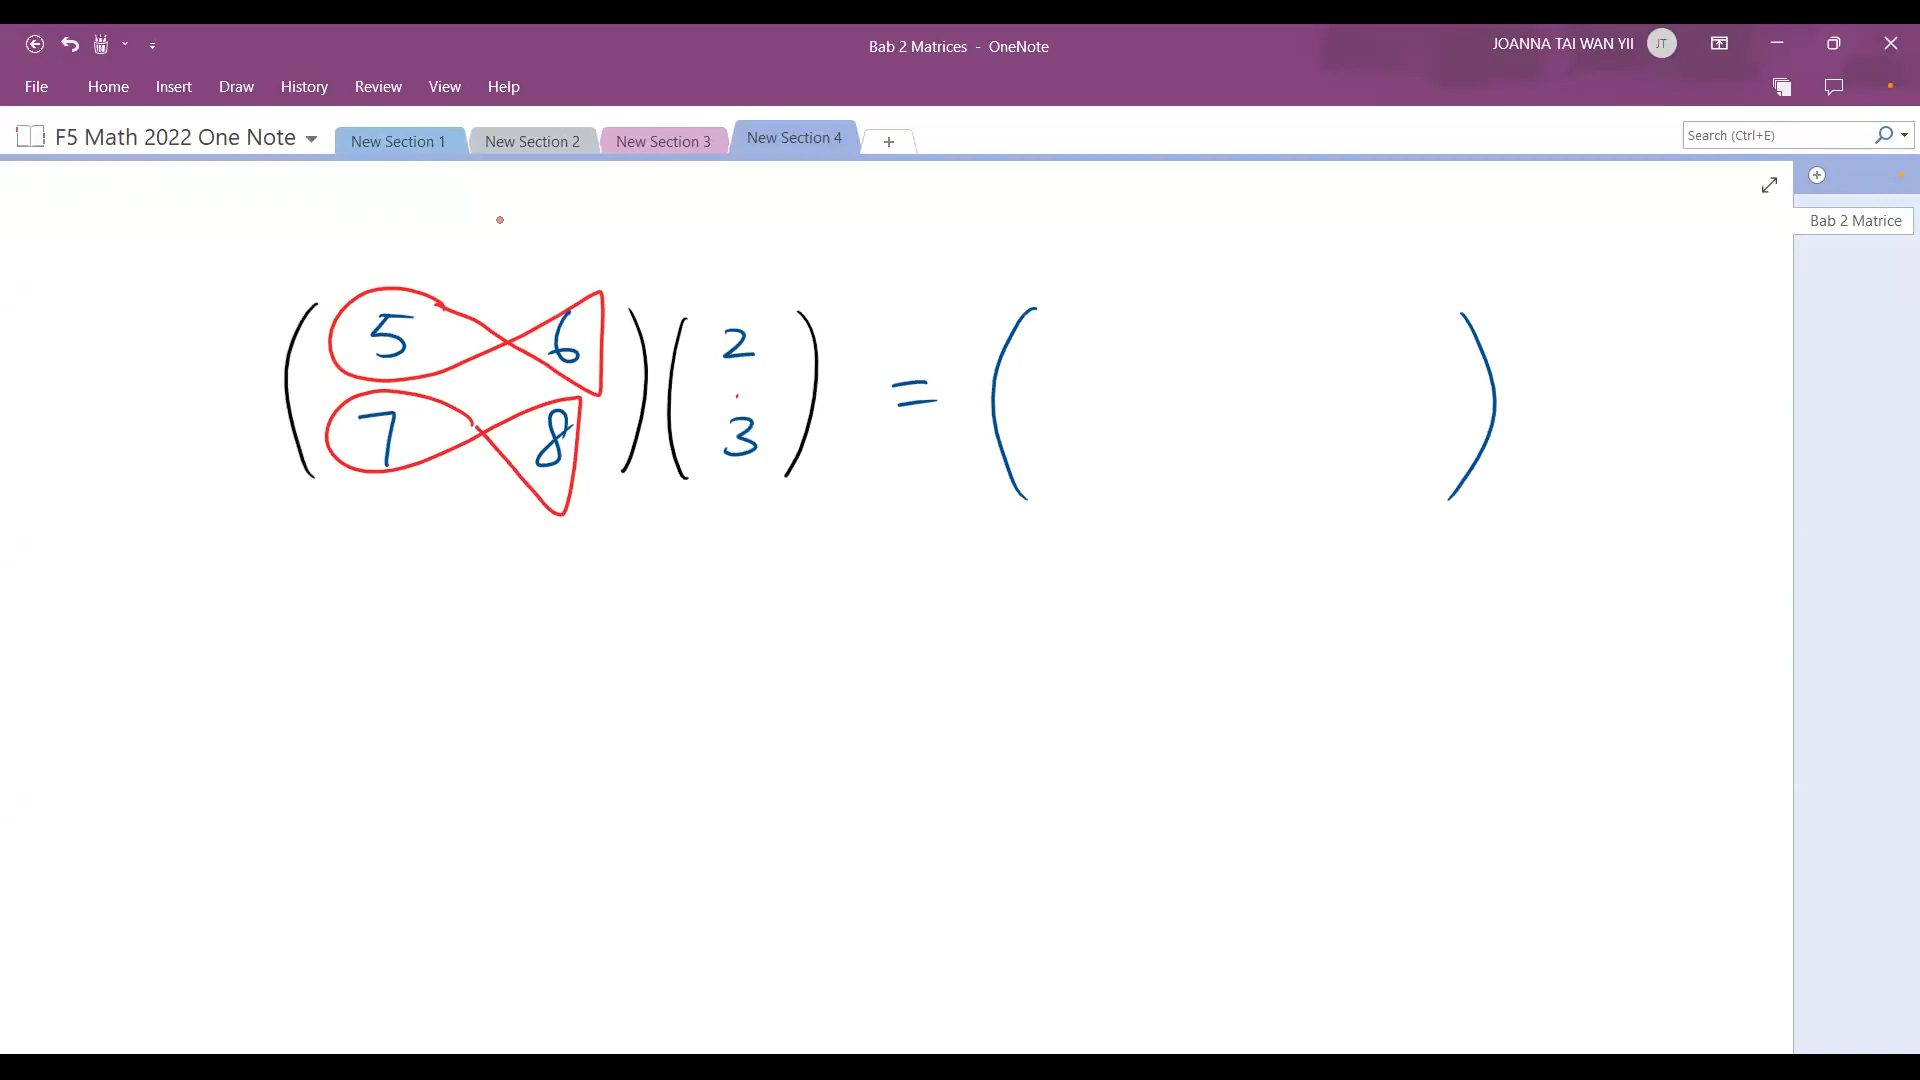 Bab 2 Matrices - OneNote
JOANNA TAI WAN YII JT
File Home Insert Draw History Review View Help
F5 Math 2022 One Note New Section 1 New Section 2 New Section 3 New Section 4 + Search (Ctrl+E)
Bab 2 Matrice
( 5 6 ) ( 2 ) = ( )
( 7 8 ) ( 3 )